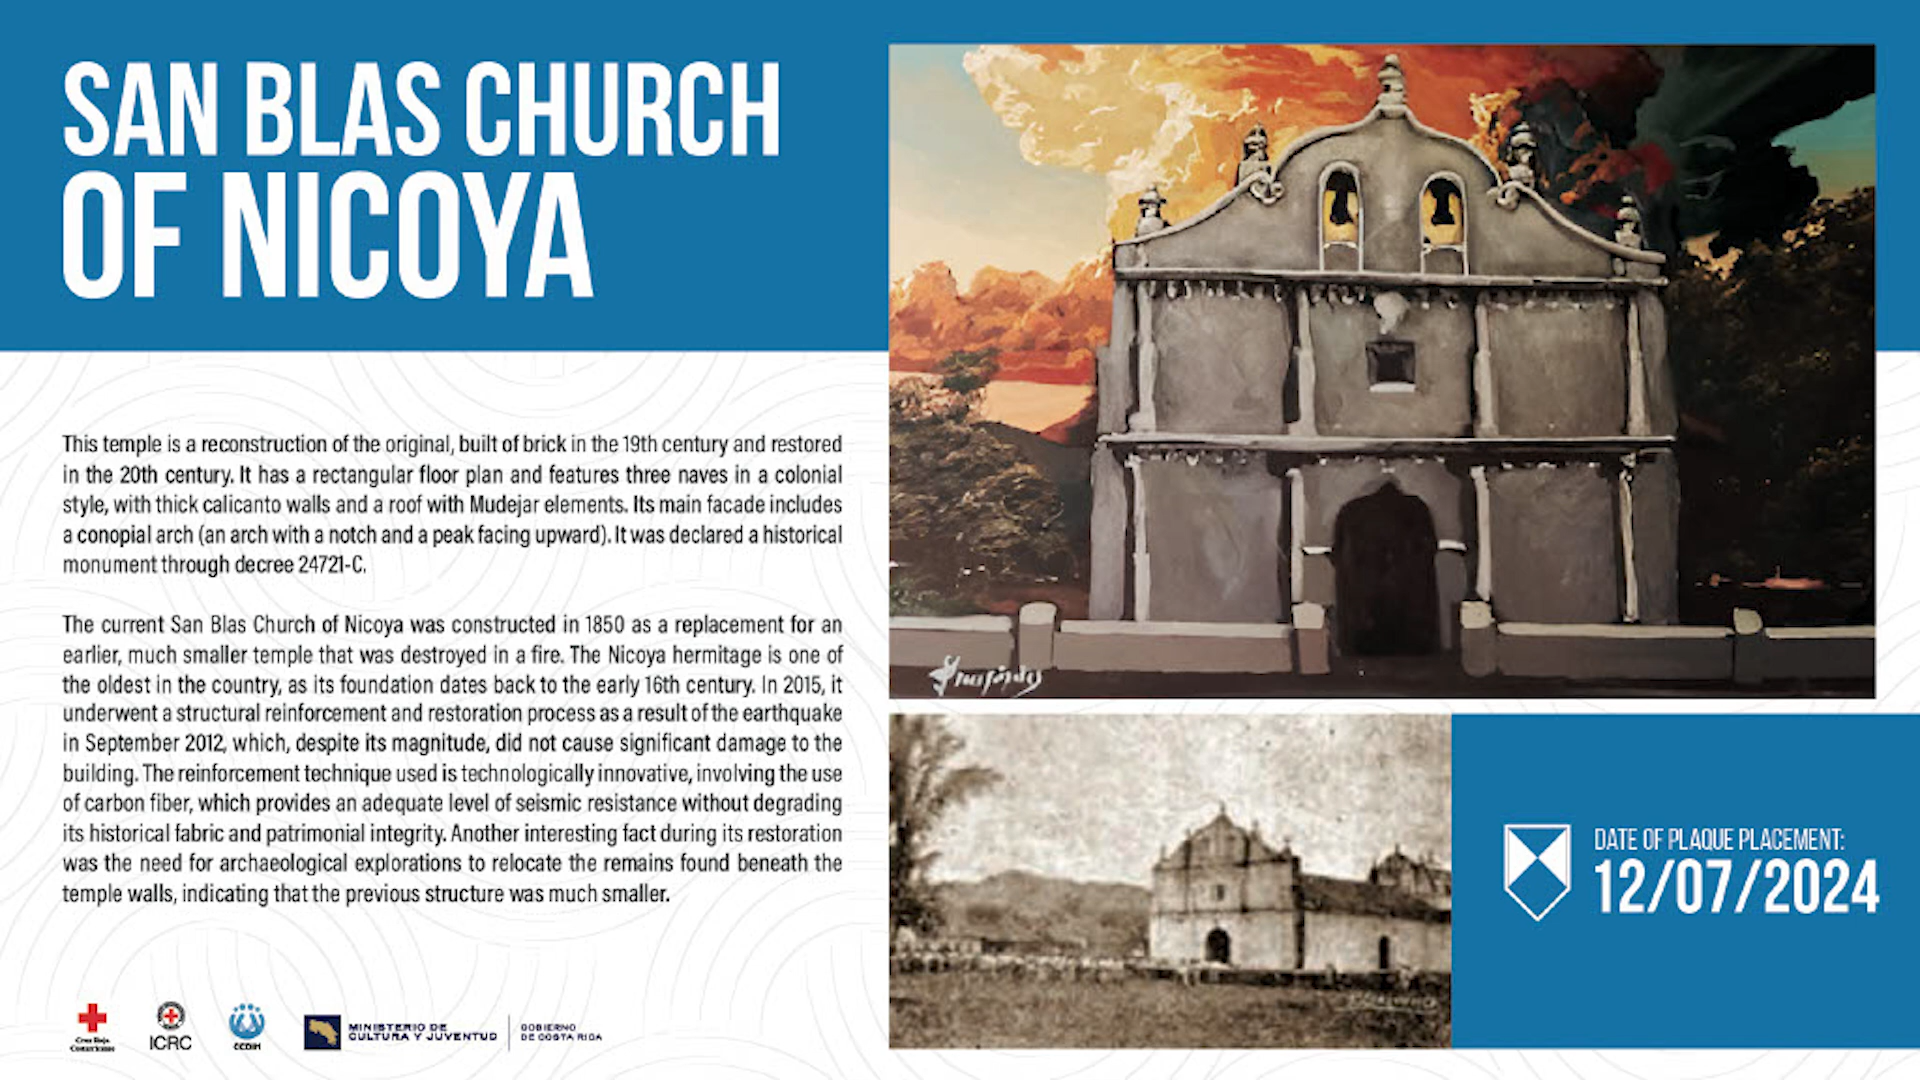 SAN BLAS CHURCH
OF NICOYA
This temple is a reconstruction of the original, built of brick in the 19th century and restored
in the 20th century. It has a rectangular floor plan and features three naves in a colonial
style, with thick calicanto walls and a roof with Mudejar elements. Its main facade includes
a conopial arch (an arch with a notch and a peak facing upward). It was declared a historical
monument through decree 24721-C.
The current San Blas Church of Nicoya was constructed in 1850 as a replacement for an
earlier, much smaller temple that was destroyed in a fire. The Nicoya hermitage is one of
the oldest in the country, as its foundation dates back to the early 16th century. In 2015, it
underwent a structural reinforcement and restoration process as a result of the earthquake
in September 2012, which, despite its magnitude, did not cause significant damage to the
building. The reinforcement technique used is technologically innovative, involving the use
of carbon fiber, which provides an adequate level of seismic resistance without degrading
its historical fabric and patrimonial integrity. Another interesting fact during its restoration
was the need for archaeological explorations to relocate the remains found beneath the
temple walls, indicating that the previous structure was much smaller.
DATE OF PLAQUE PLACEMENT:
12/07/2024
Cruz Roja
Costarricense
ICRC
CCDIH
MINISTERIO DE
CULTURA Y JUVENTUD
GOBIERNO
DE COSTA RICA